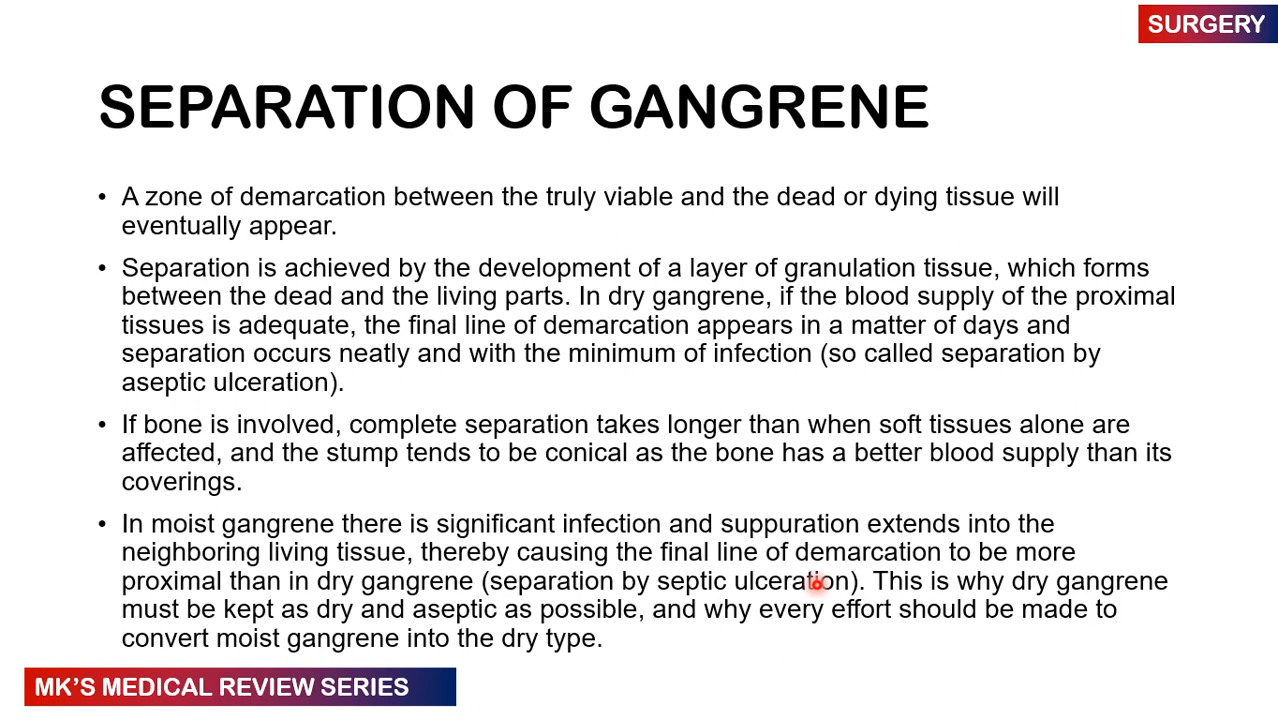 SURGERY
SEPARATION OF GANGRENE
• A zone of demarcation between the truly viable and the dead or dying tissue will
eventually appear.
• Separation is achieved by the development of a layer of granulation tissue, which forms
between the dead and the living parts. In dry gangrene, if the blood supply of the proximal
tissues is adequate, the final line of demarcation appears in a matter of days and
separation occurs neatly and with the minimum of infection (so called separation by
aseptic ulceration).
• If bone is involved, complete separation takes longer than when soft tissues alone are
affected, and the stump tends to be conical as the bone has a better blood supply than its
coverings.
• In moist gangrene there is significant infection and suppuration extends into the
neighboring living tissue, thereby causing the final line of demarcation to be more
proximal than in dry gangrene (separation by septic ulceration). This is why dry gangrene
must be kept as dry and aseptic as possible, and why every effort should be made to
convert moist gangrene into the dry type.
MK’S MEDICAL REVIEW SERIES